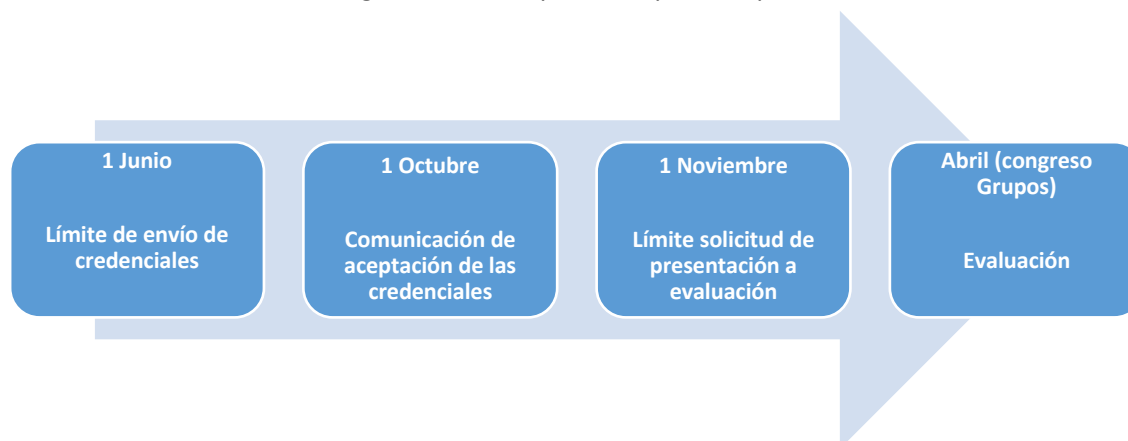 1 Junio
Límite de envío de
credenciales
1 Octubre
Comunicación de
aceptación de las
credenciales
1 Noviembre
Límite solicitud de
presentación a
evaluación
Abril (congreso
Grupos)
Evaluación